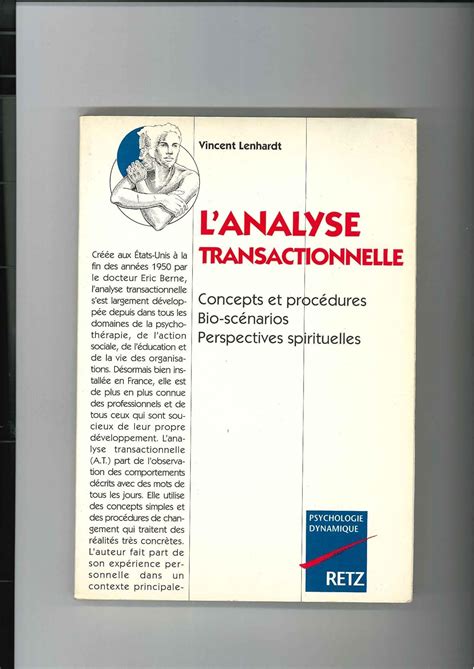 Vincent Lenhardt
L'ANALYSE
TRANSACTIONNELLE
Concepts et procédures
Bio-scénarios
Perspectives spirituelles
Créée aux États-Unis à la
fin des années 1950 par
le docteur Eric Berne,
l'analyse transactionnelle
s'est largement dévelop-
pée depuis dans tous les
domaines de la psycho-
thérapie, de l'action
sociale, de l'éducation et
de la vie des organisa-
tions. Désormais bien ins-
tallée en France, elle est
de plus en plus connue
des professionnels et de
tous ceux qui sont sou-
cieux de leur propre
développement. L'ana-
lyse transactionnelle
(A.T.) part de l'observa-
tion des comportements
décrits avec des mots de
tous les jours. Elle utilise
des concepts simples et
des procédures de chan-
gement qui traitent des
réalités très concrètes.
L'auteur fait part de
son expérience per-
sonnelle dans un
contexte principale-
PSYCHOLOGIE
DYNAMIQUE
RETZ